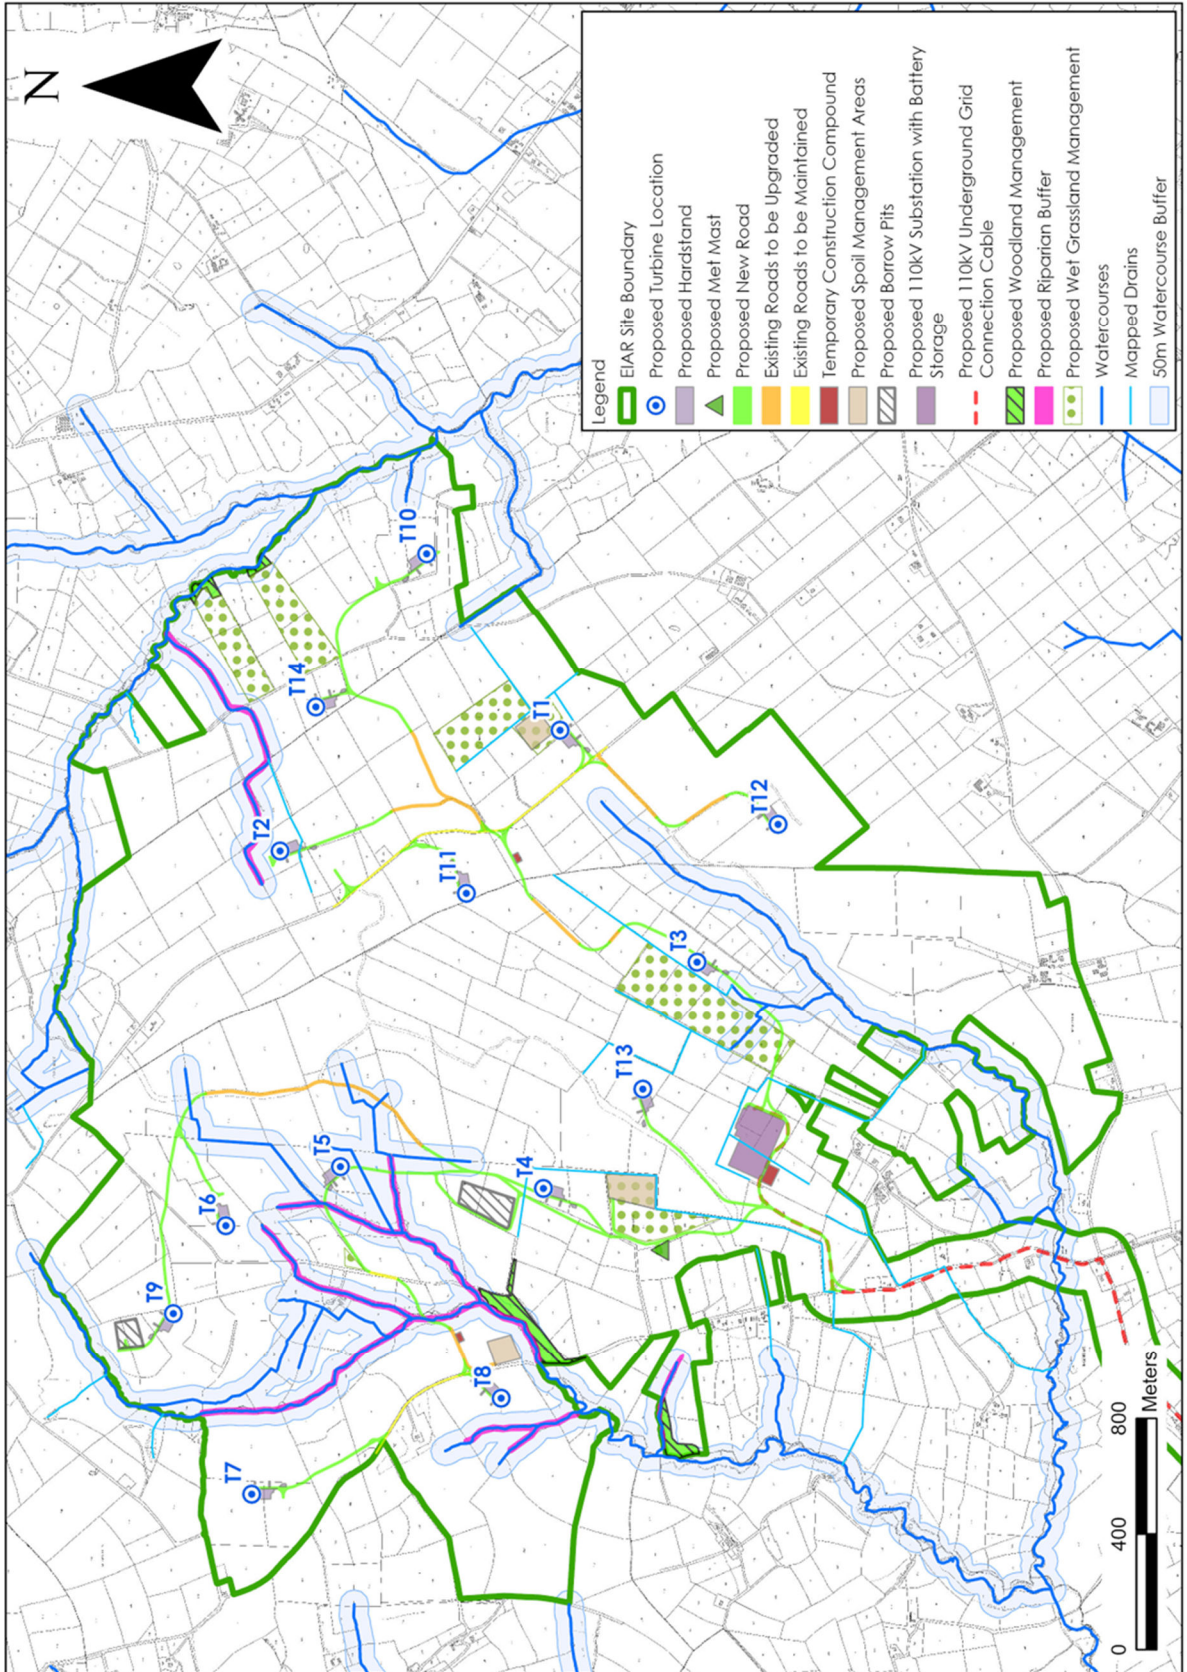 N
Legend
EIAR Site Boundary
Proposed Turbine Location
Proposed Hardstand
Proposed Met Mast
Proposed New Road
Existing Roads to be Upgraded
Existing Roads to be Maintained
Temporary Construction Compound
Proposed Spoil Management Areas
Proposed Borrow Pits
Proposed 110kV Substation with Battery
Storage
Proposed 110kV Underground Grid
Connection Cable
Proposed Woodland Management
Proposed Riparian Buffer
Proposed Wet Grassland Management
Watercourses
Mapped Drains
50m Watercourse Buffer
T7
T9
T6
T8
T5
T4
T13
T3
T2
T11
T12
T14
T1
T10
0 400 800
Meters